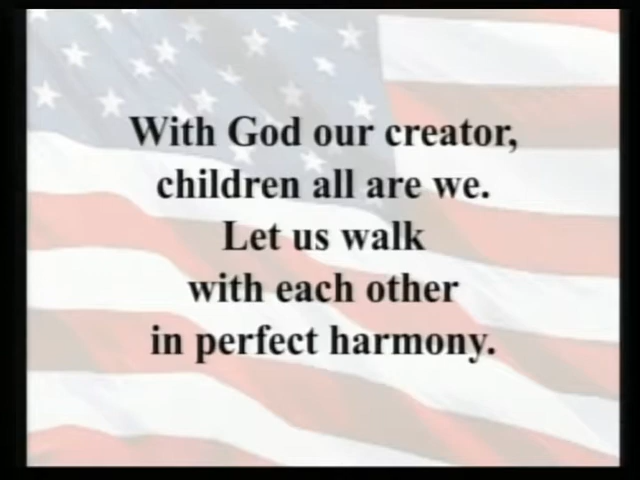 With God our creator,
children all are we.
Let us walk
with each other
in perfect harmony.